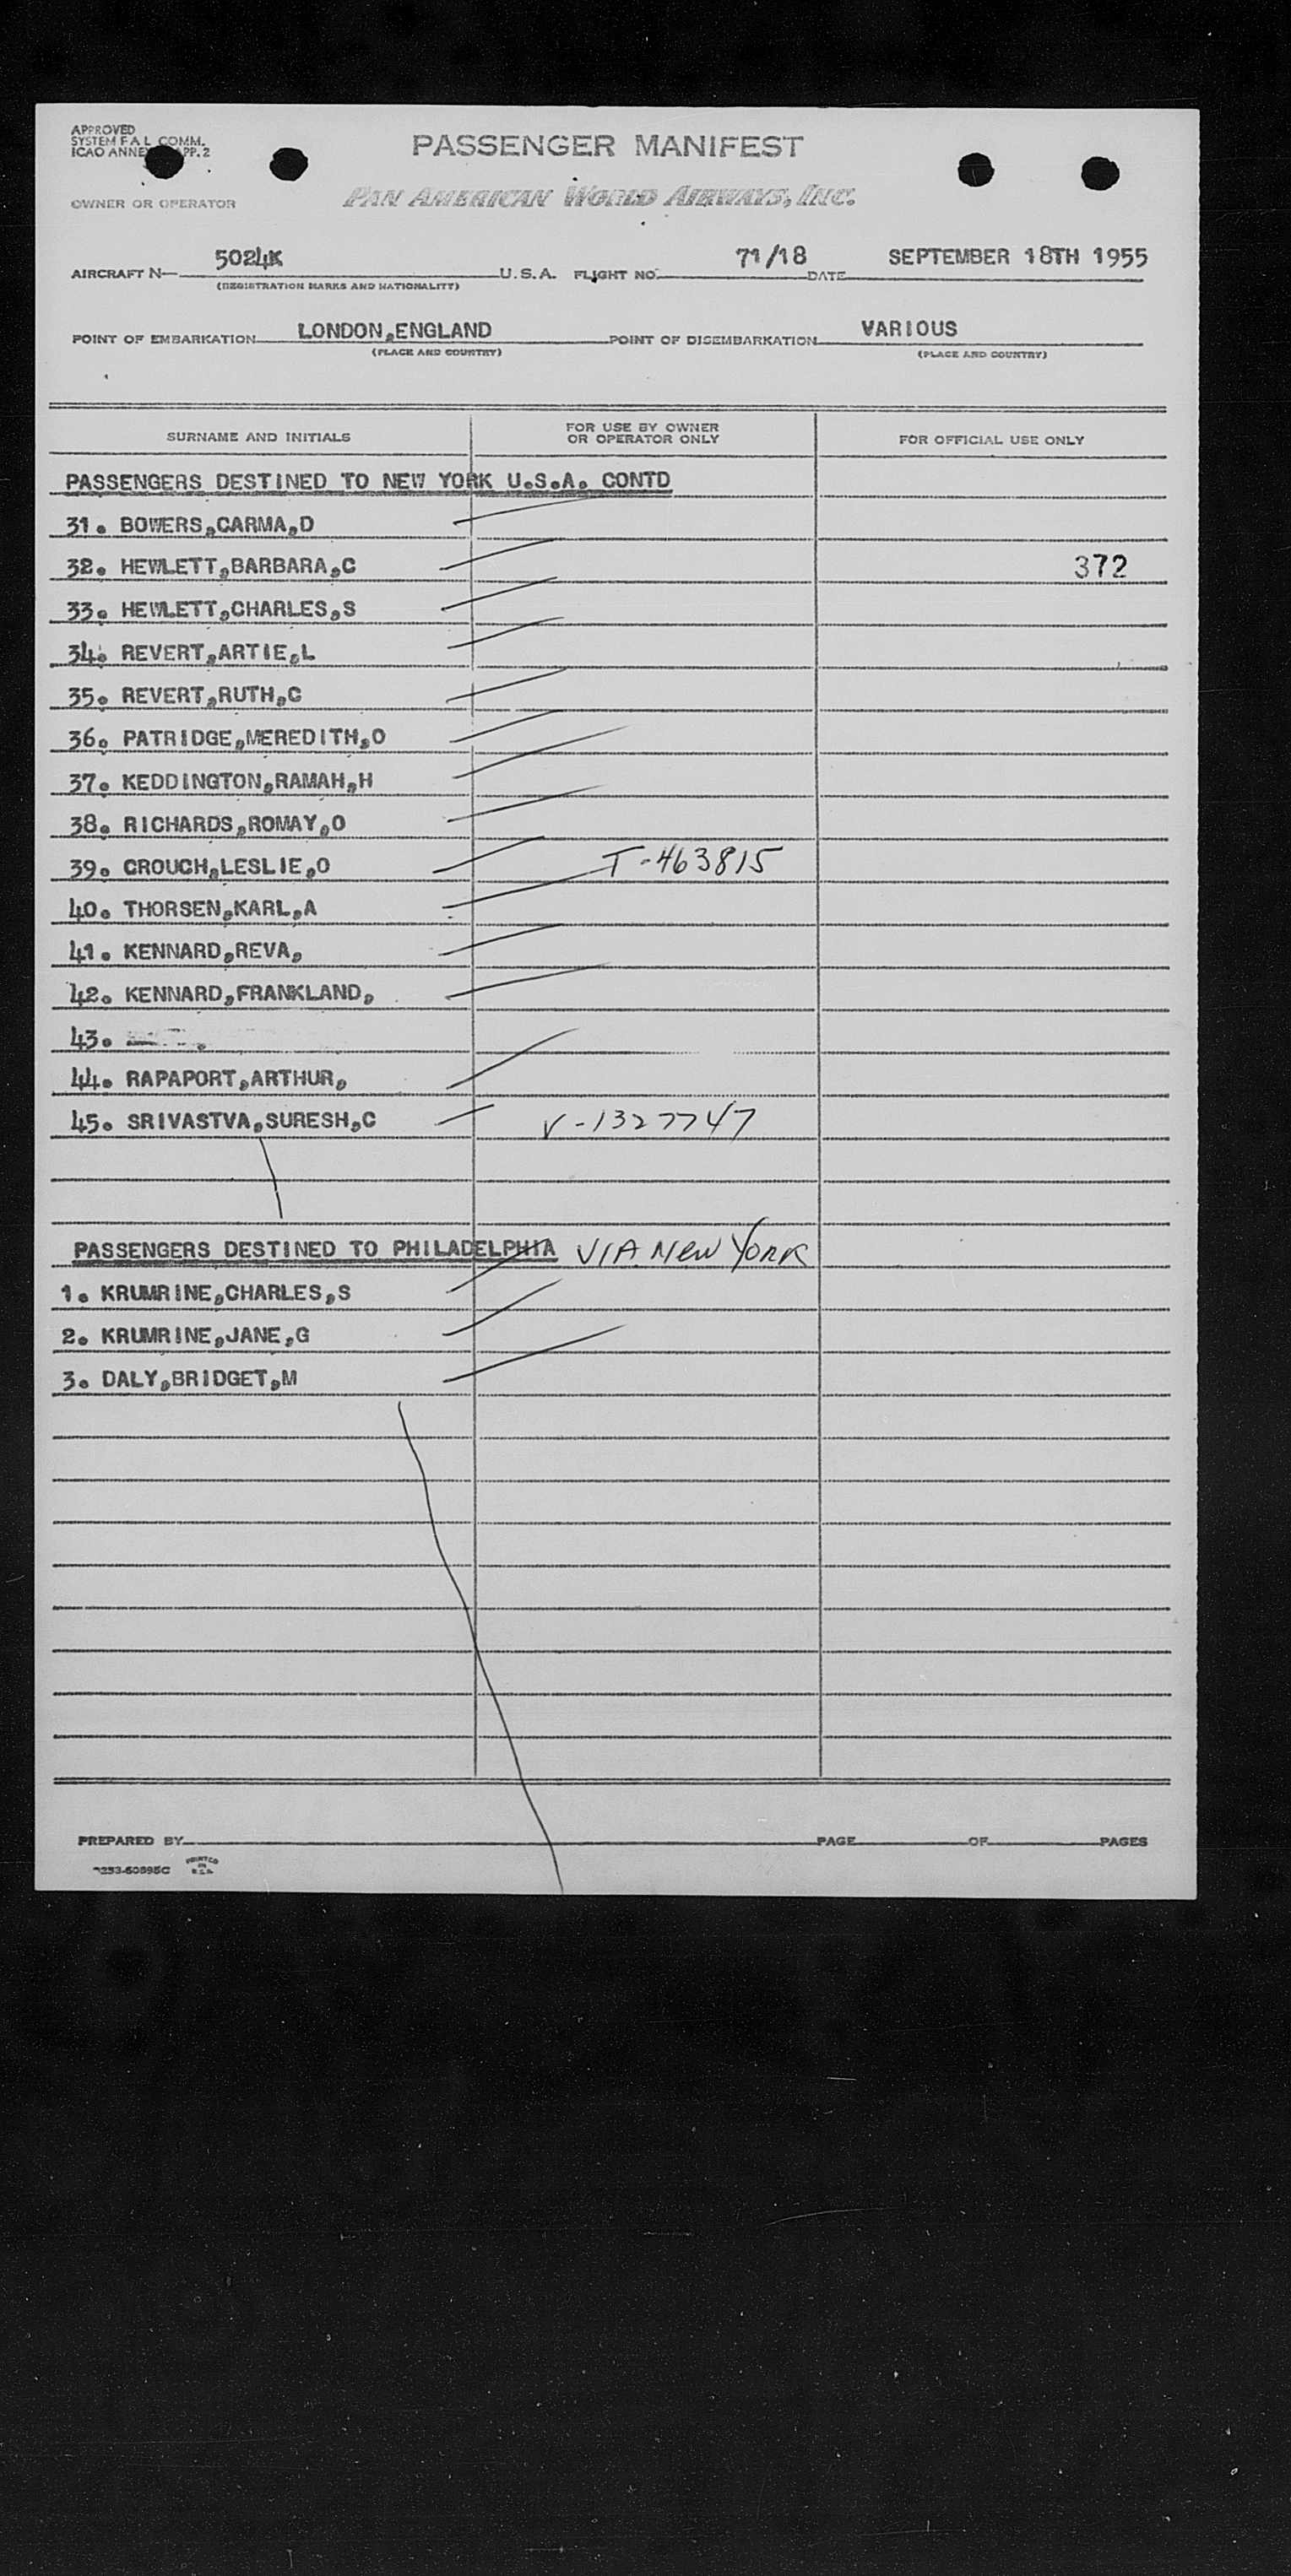 APPROVED
SYSTEM F A L COMM.
ICAO ANNEX APP. 2
PASSENGER MANIFEST
OWNER OR OPERATOR PAN AMERICAN WORLD AIRWAYS, INC.
AIRCRAFT N— 5024K U.S.A. FLIGHT NO. 71/18 DATE SEPTEMBER 18TH 1955
(REGISTRATION MARKS AND NATIONALITY)
POINT OF EMBARKATION LONDON,ENGLAND POINT OF DISEMBARKATION VARIOUS
(PLACE AND COUNTRY) (PLACE AND COUNTRY)
SURNAME AND INITIALS FOR USE BY OWNER OR OPERATOR ONLY FOR OFFICIAL USE ONLY
PASSENGERS DESTINED TO NEW YORK U.S.A. CONTD
31. BOWERS,CARMA,D
32. HEWLETT,BARBARA,C 372
33. HEWLETT,CHARLES,S
34. REVERT,ARTIE,L
35. REVERT,RUTH,C
36. PATRIDGE,MEREDITH,O
37. KEDDINGTON,RAMAH,H
38. RICHARDS,ROMAY,O
39. CROUCH,LESLIE,O T-463815
40. THORSEN,KARL,A
41. KENNARD,REVA,
42. KENNARD,FRANKLAND,
43.
44. RAPAPORT,ARTHUR,
45. SRIVASTVA,SURESH,C V-1327747
PASSENGERS DESTINED TO PHILADELPHIA VIA New York
1. KRUMRINE,CHARLES,S
2. KRUMRINE,JANE,G
3. DALY,BRIDGET,M
PREPARED BY PAGE OF PAGES
PRINTED IN U.S.A.